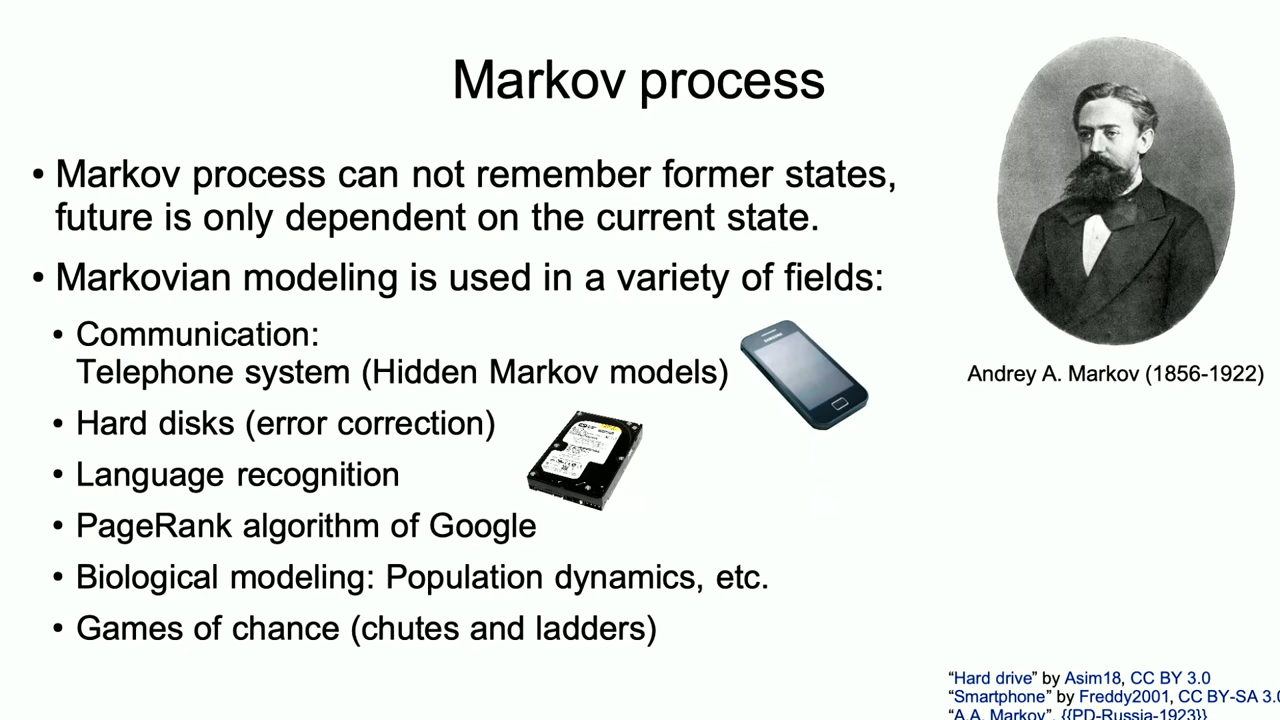 Markov process
• Markov process can not remember former states,
future is only dependent on the current state.
• Markovian modeling is used in a variety of fields:
• Communication:
Telephone system (Hidden Markov models)
• Hard disks (error correction)
• Language recognition
• PageRank algorithm of Google
• Biological modeling: Population dynamics, etc.
• Games of chance (chutes and ladders)
SAMSUNG
Andrey A. Markov (1856-1922)
“Hard drive” by Asim18, CC BY 3.0
“Smartphone” by Freddy2001, CC BY-SA 3.0
“A.A. Markov”, {{PD-Russia-1923}}